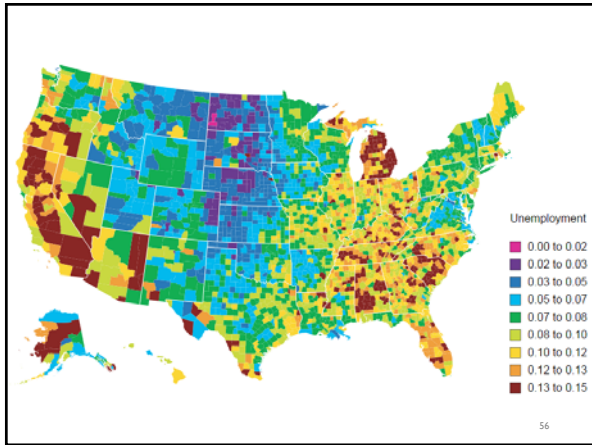 Unemployment
0.00 to 0.02
0.02 to 0.03
0.03 to 0.05
0.05 to 0.07
0.07 to 0.08
0.08 to 0.10
0.10 to 0.12
0.12 to 0.13
0.13 to 0.15
56